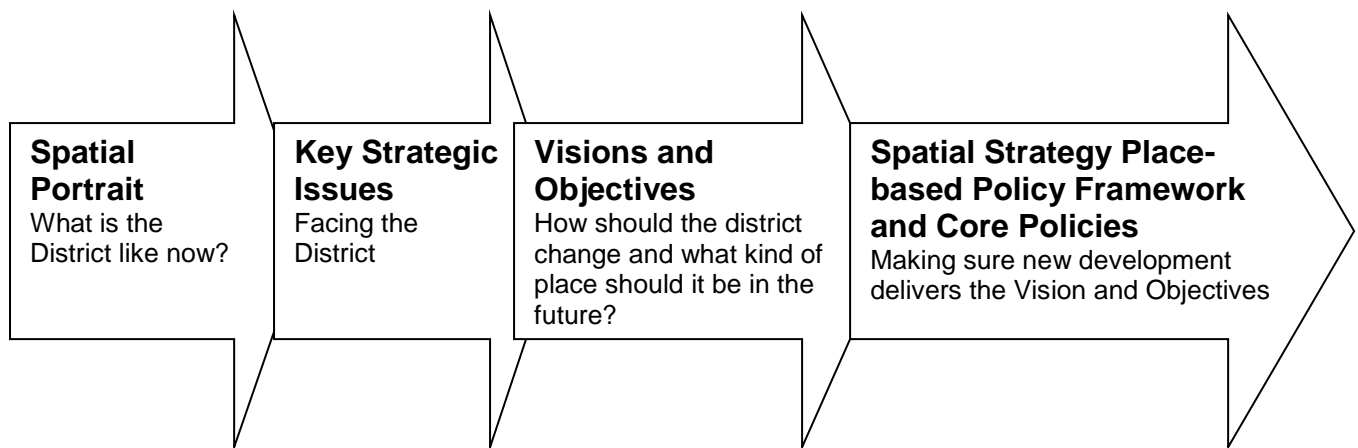 Spatial
Portrait
What is the
District like now?
Key Strategic
Issues
Facing the
District
Visions and
Objectives
How should the district
change and what kind of
place should it be in the
future?
Spatial Strategy Place-
based Policy Framework
and Core Policies
Making sure new development
delivers the Vision and Objectives